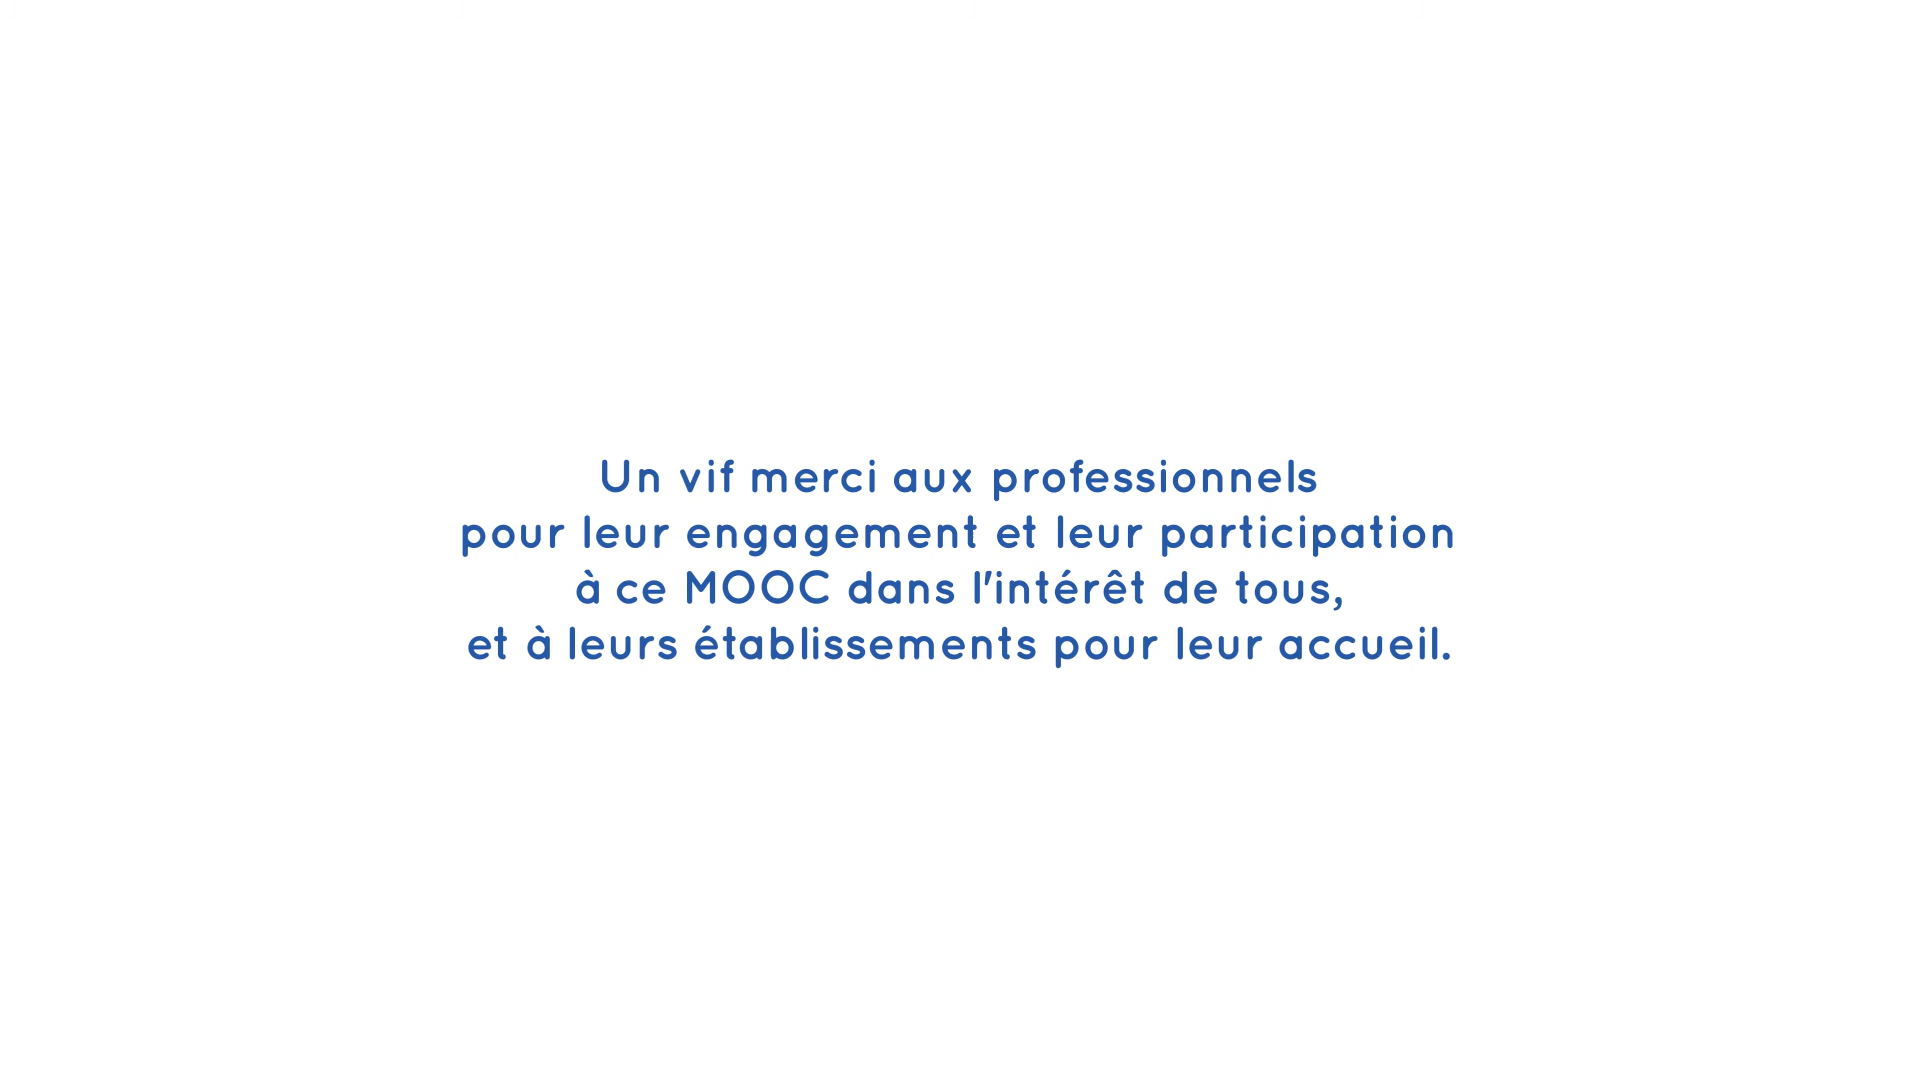 Un vif merci aux professionnels
pour leur engagement et leur participation
à ce MOOC dans l'intérêt de tous,
et à leurs établissements pour leur accueil.